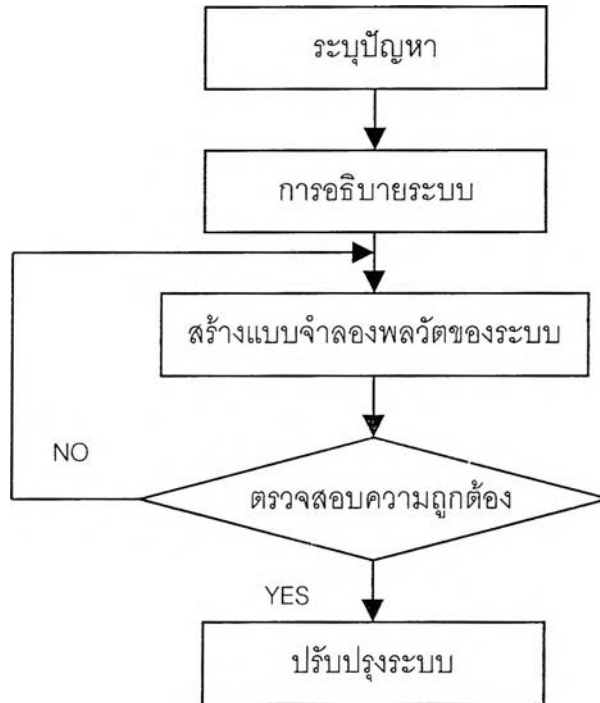 ระบุปัญหา
การอธิบายระบบ
สร้างแบบจำลองพลวัตของระบบ
NO
ตรวจสอบความถูกต้อง
YES
ปรับปรุงระบบ